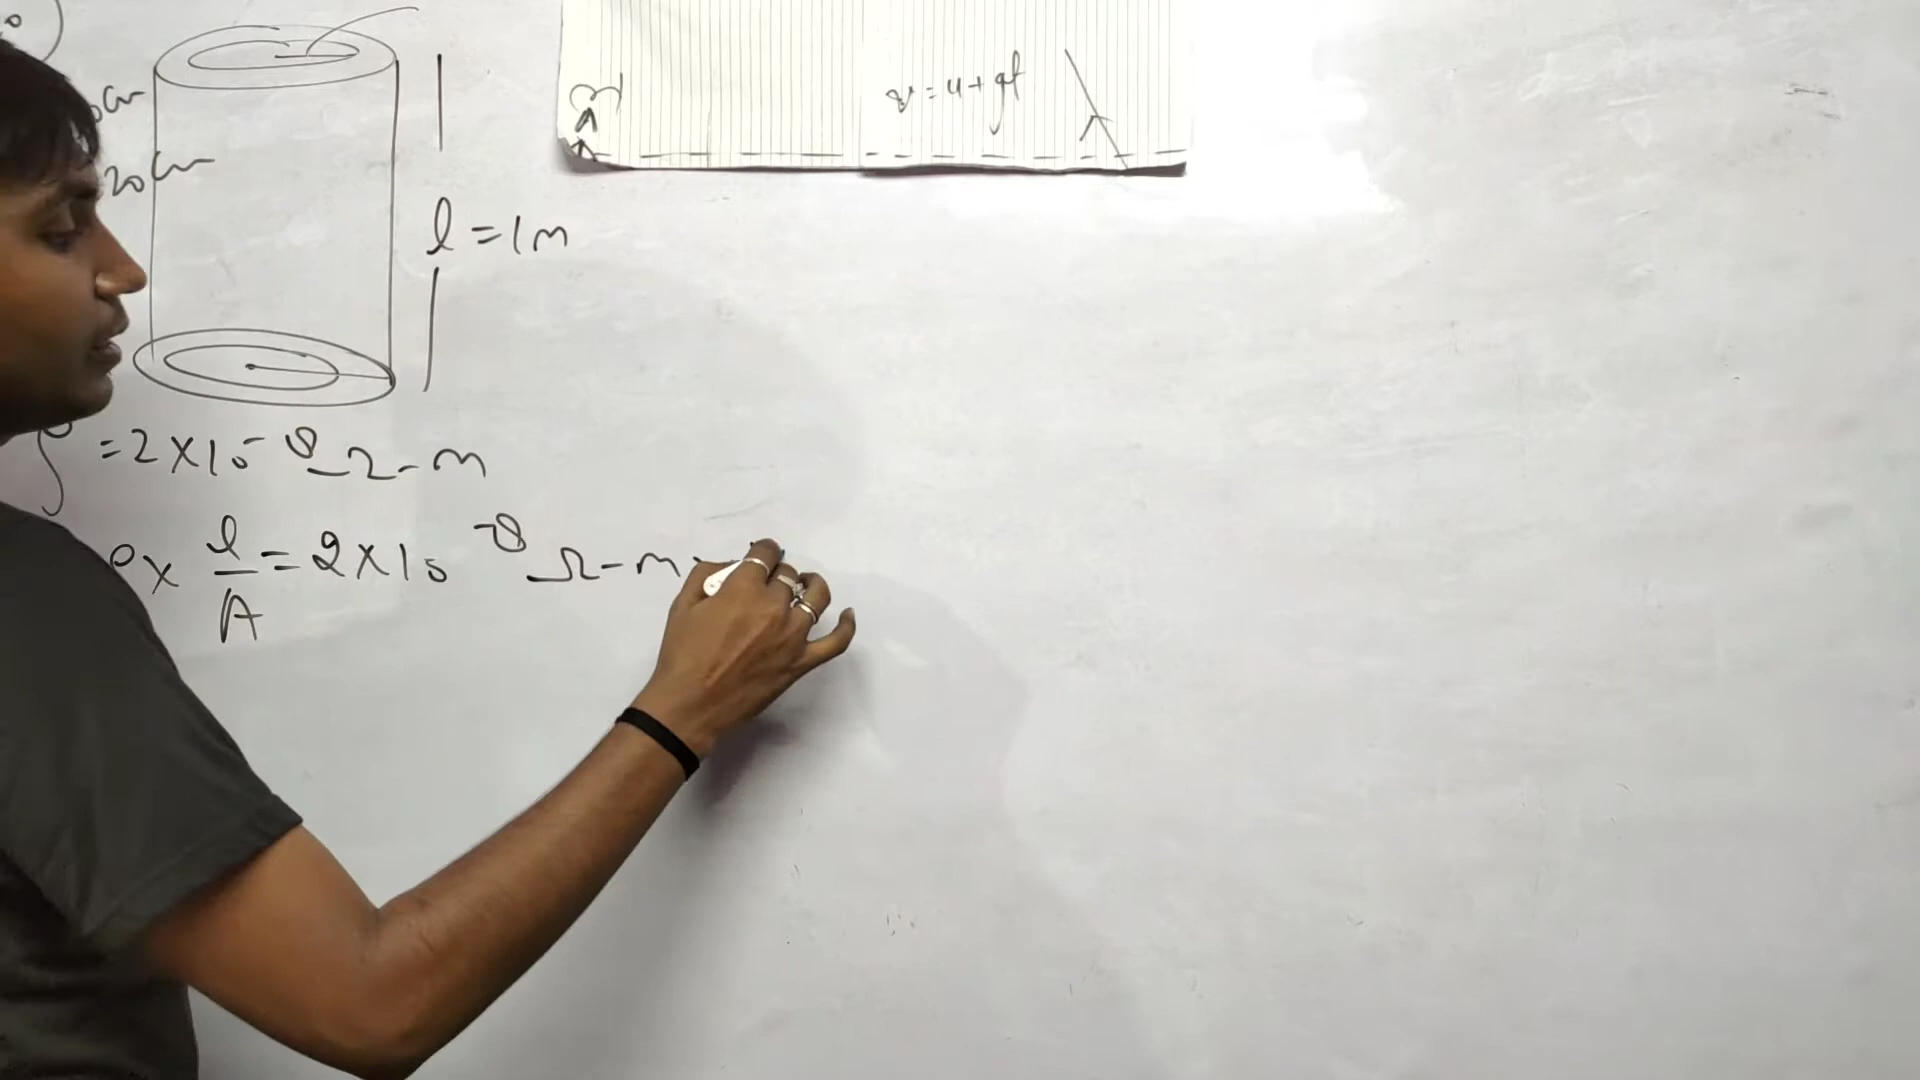 v = u + gt
20cm
l = 1m
ρ = 2 × 10⁻⁸ Ω-m
ρ × l/A = 2 × 10⁻⁸ Ω-m